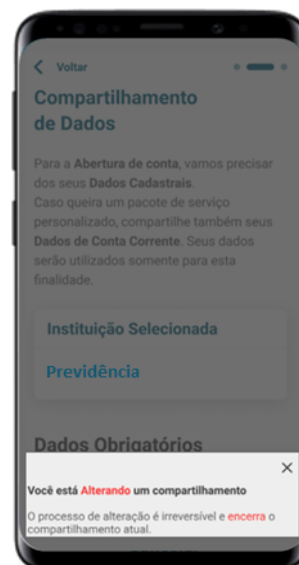 Voltar
Compartilhamento
de Dados
Para a Abertura de conta, vamos precisar
dos seus Dados Cadastrais.
Caso queira um pacote de serviço
personalizado, compartilhe também seus
Dados de Conta Corrente. Seus dados
serão utilizados somente para esta
finalidade.
Instituição Selecionada
Previdência
Dados Obrigatórios
Você está Alterando um compartilhamento
O processo de alteração é irreversível e encerra o
compartilhamento atual.